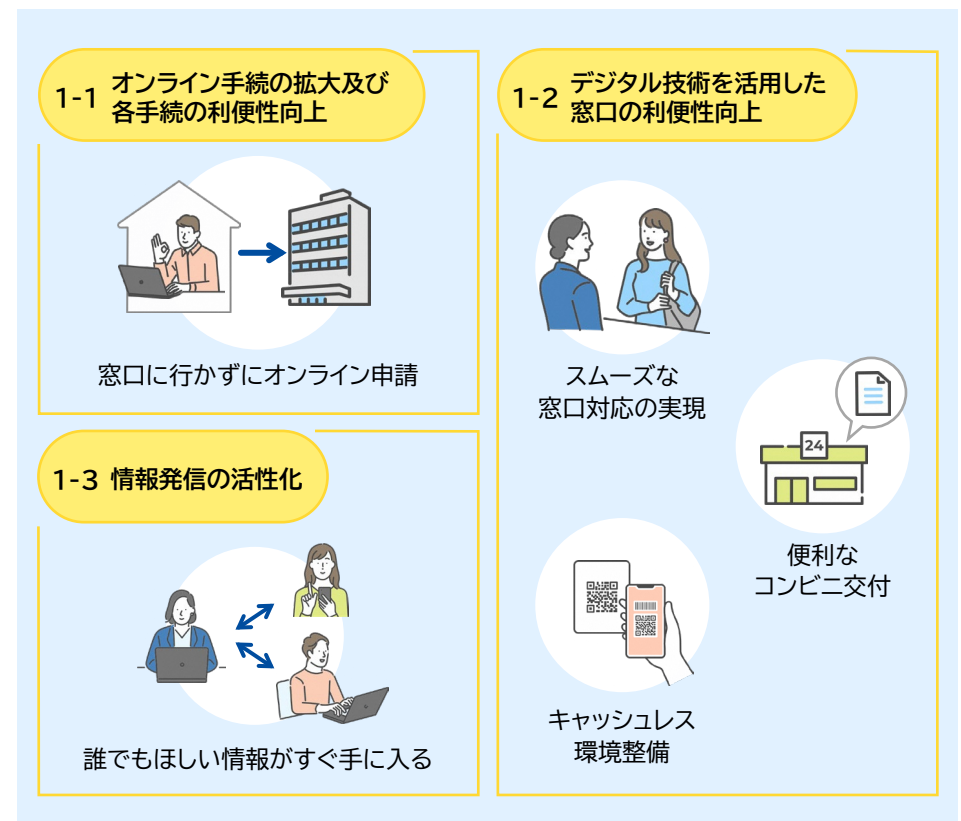 1-1 オンライン手続の拡大及び
各手続の利便性向上
窓口に行かずにオンライン申請
1-2 デジタル技術を活用した
窓口の利便性向上
スムーズな
窓口対応の実現
24
便利な
コンビニ交付
キャッシュレス
環境整備
1-3 情報発信の活性化
誰でもほしい情報がすぐ手に入る